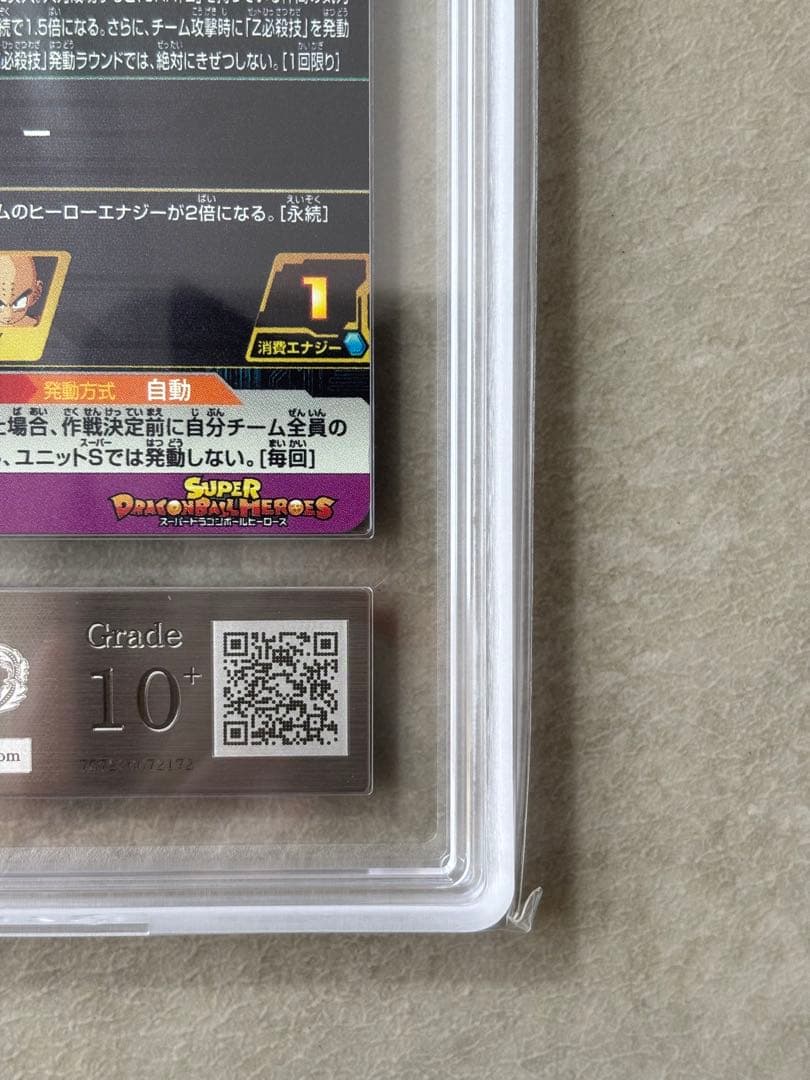 続で1.5倍になる。さらに、チーム攻撃時に「Z必殺技」を発動
必殺技」発動ラウンドでは、絶対にきぜつしない。[1回限り]
ー
ムのヒーローエナジーが2倍になる。[永続]
1
消費エナジー
発動方式 自動
場合、作戦決定前に自分チーム全員の
、ユニットSでは発動しない。[毎回]
SUPER
DRAGONBALL HEROES
スーパードラゴンボールヒーローズ
Grade
10+
om